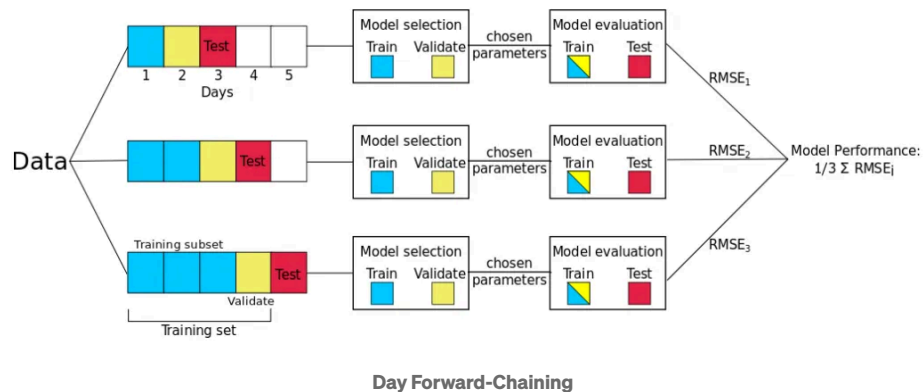 Data
Test
1 2 3 4 5
Days
Model selection
Train Validate
chosen
parameters
Model evaluation
Train Test
RMSE1
Test
Model selection
Train Validate
chosen
parameters
Model evaluation
Train Test
RMSE2
Training subset
Test
Validate
Training set
Model selection
Train Validate
chosen
parameters
Model evaluation
Train Test
RMSE3
Model Performance:
1/3 Σ RMSEi
Day Forward-Chaining